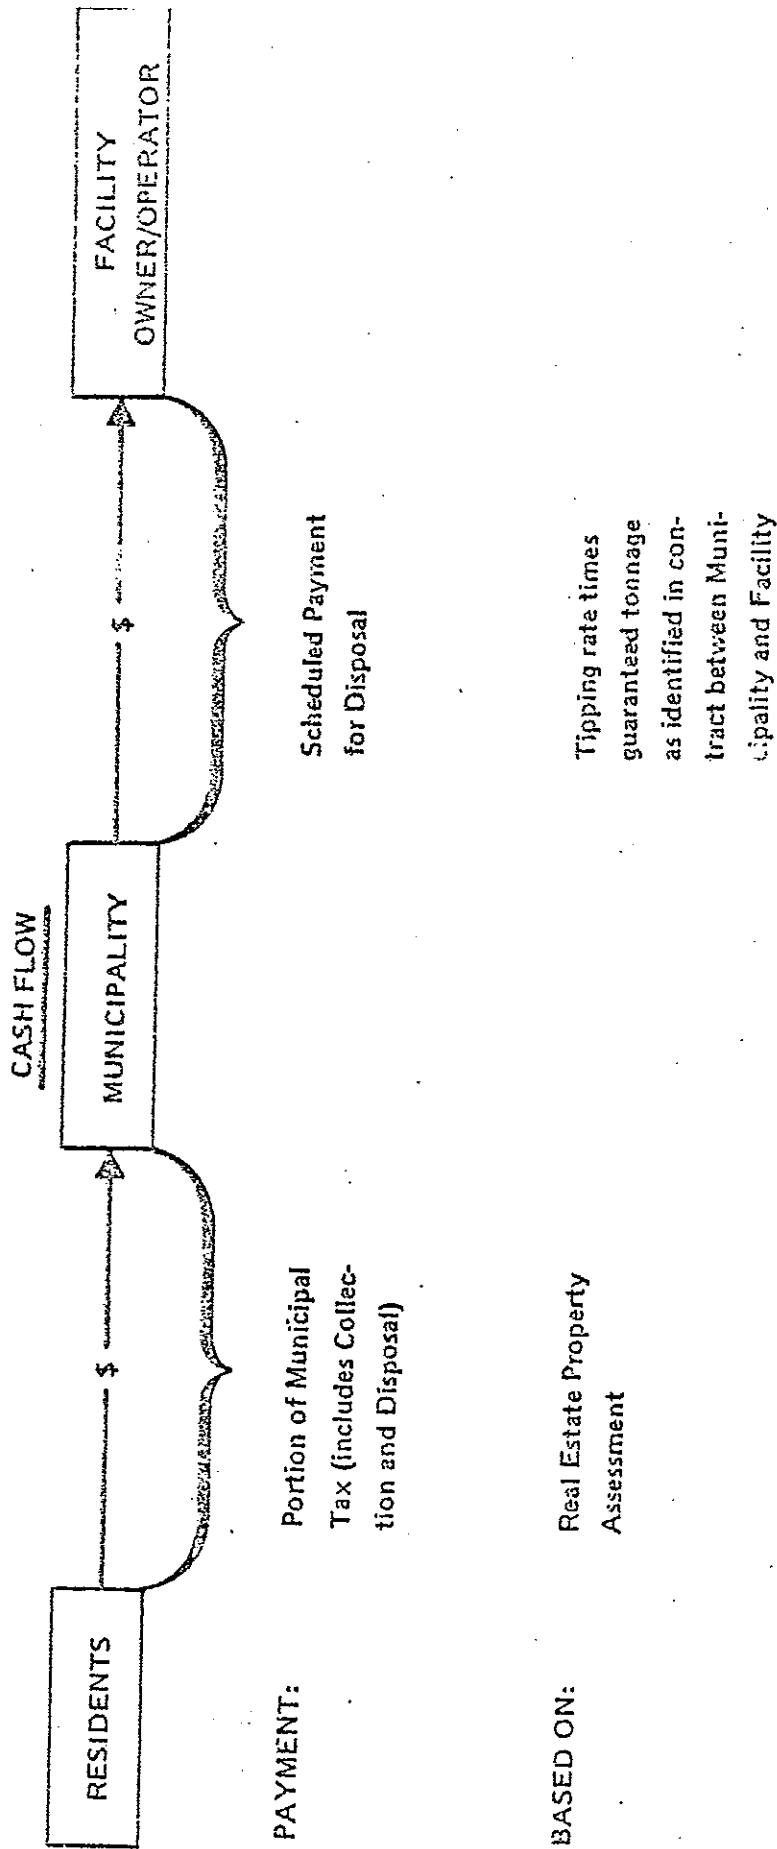 CASH FLOW
RESIDENTS
$
MUNICIPALITY
$
FACILITY
OWNER/OPERATOR
PAYMENT:
Portion of Municipal
Tax (includes Collec-
tion and Disposal)
Scheduled Payment
for Disposal
BASED ON:
Real Estate Property
Assessment
Tipping rate times
guaranteed tonnage
as identified in con-
tract between Muni-
cipality and Facility